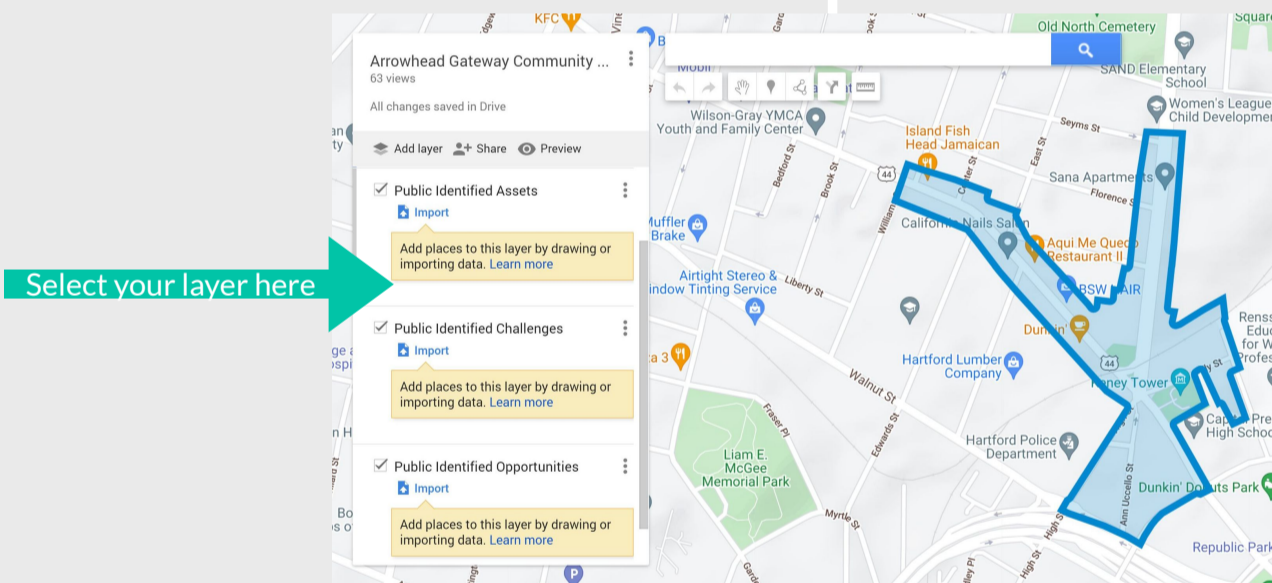 Select your layer here
Arrowhead Gateway Community ...
63 views
All changes saved in Drive
Add layer
Share
Preview
Public Identified Assets
Import
Add places to this layer by drawing or
importing data. Learn more
Public Identified Challenges
Import
Add places to this layer by drawing or
importing data. Learn more
Public Identified Opportunities
Import
Add places to this layer by drawing or
importing data. Learn more
KFC
Old North Cemetery
SAND Elementary
School
Women's League
Wilson-Gray YMCA
Youth and Family Center
Seyms St
Island Fish
Head Jamaican
East St
Bedford St
Brook St
44
Sana Apartments
Florence
California Nails Salon
Aqui Me Quedo
Restaurant II
Brake
Airtight Stereo &
Tinting Service
Liberty St
BSW HAIR
Dunkin'
44
Hartford Lumber
Company
Walnut St
Fraser Pl
Edwards St
Hartford Police
Department
High School
Liam E.
McGee
Memorial Park
Ann Uccello St
Dunkin' Donuts Park
Myrtle St
High S
High St
Republic Park
P